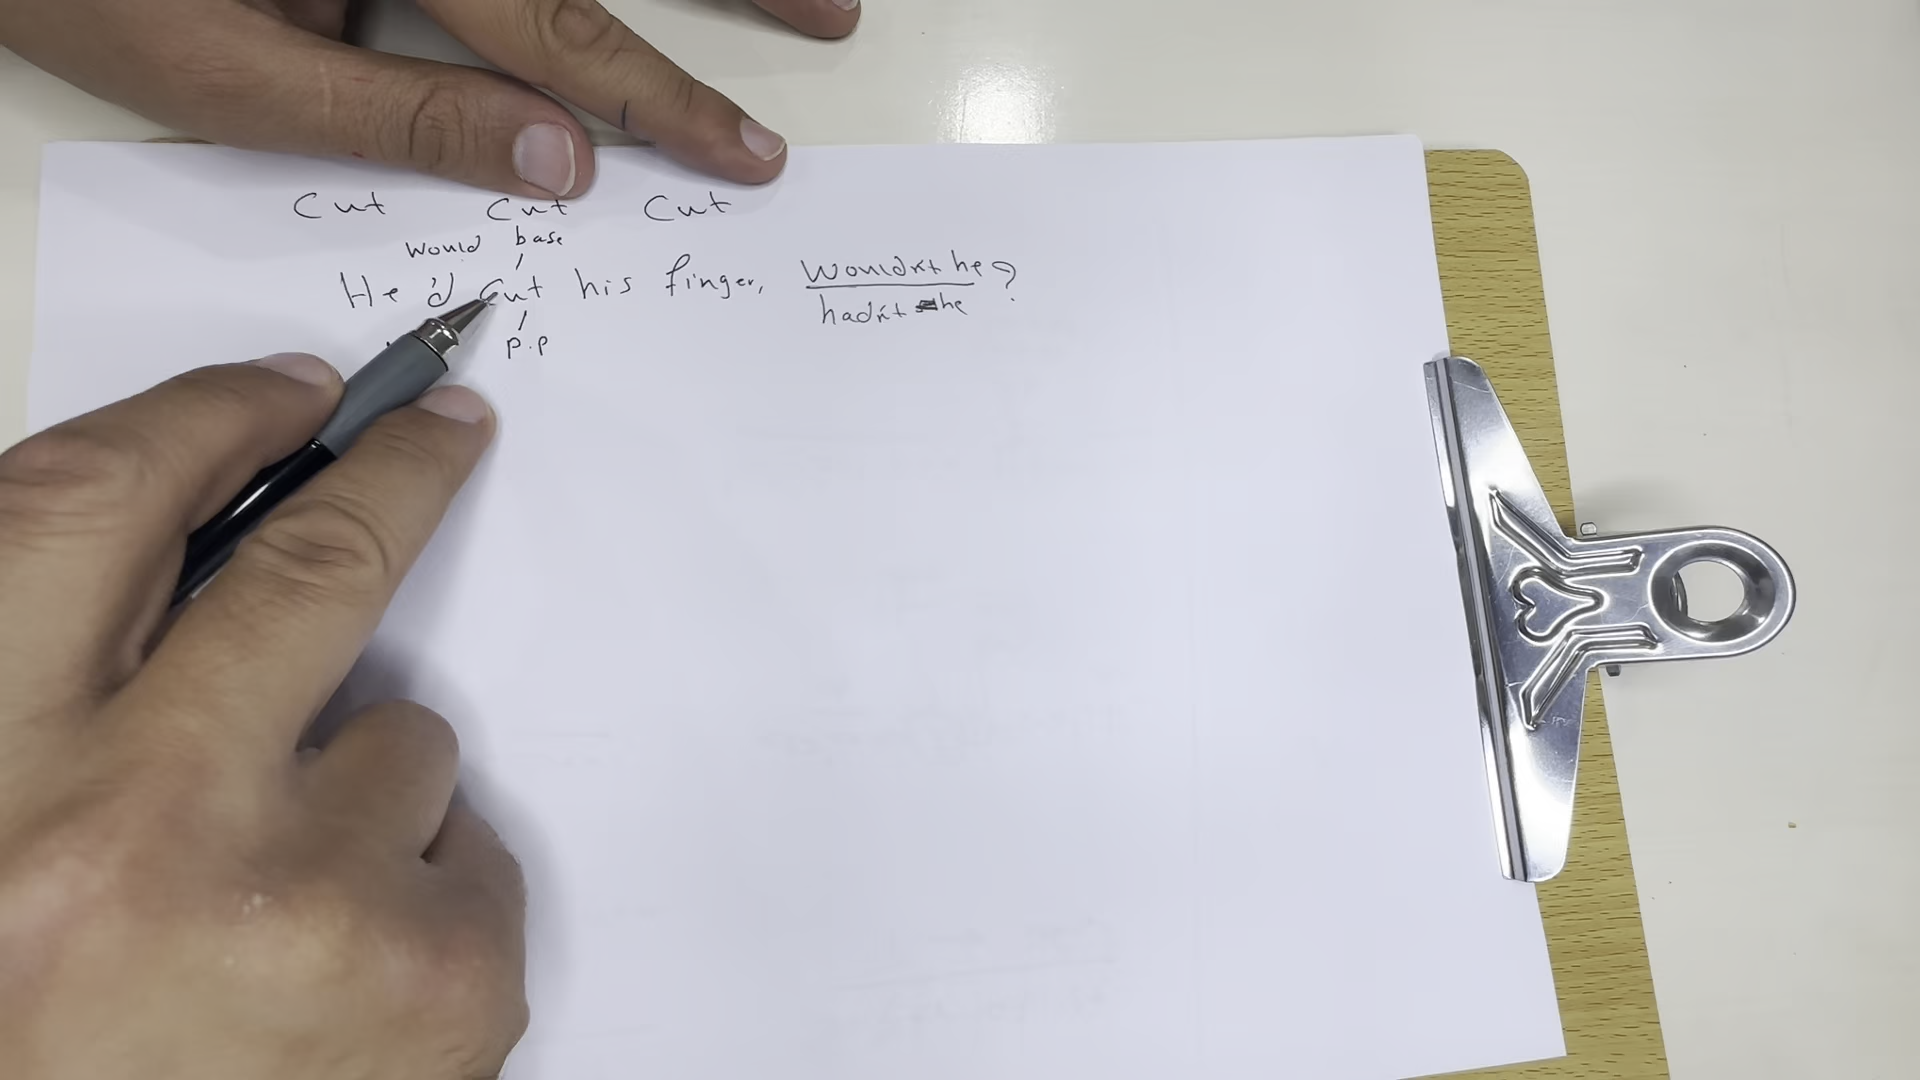 Cut Cut Cut
would base
He'd cut his finger, wouldn't he?
hadn't he
p.p